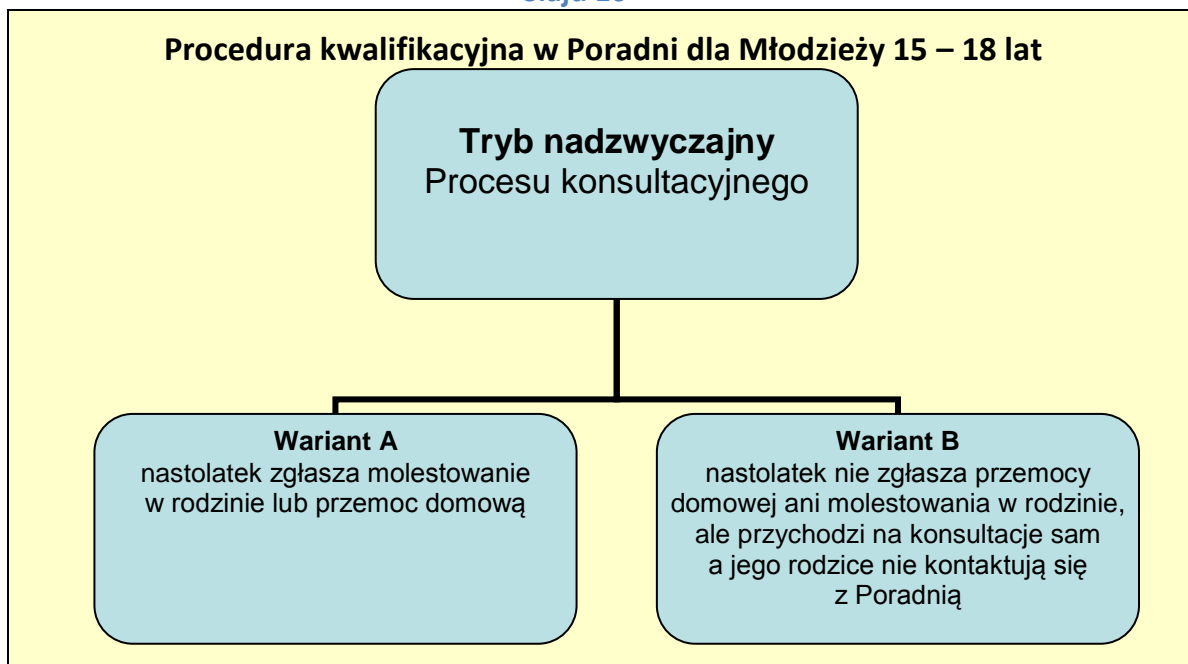 Procedura kwalifikacyjna w Poradni dla Młodzieży 15 – 18 lat
Tryb nadzwyczajny
Procesu konsultacyjnego
Wariant A
nastolatek zgłasza molestowanie
w rodzinie lub przemoc domową
Wariant B
nastolatek nie zgłasza przemocy
domowej ani molestowania w rodzinie,
ale przychodzi na konsultacje sam
a jego rodzice nie kontaktują się
z Poradnią